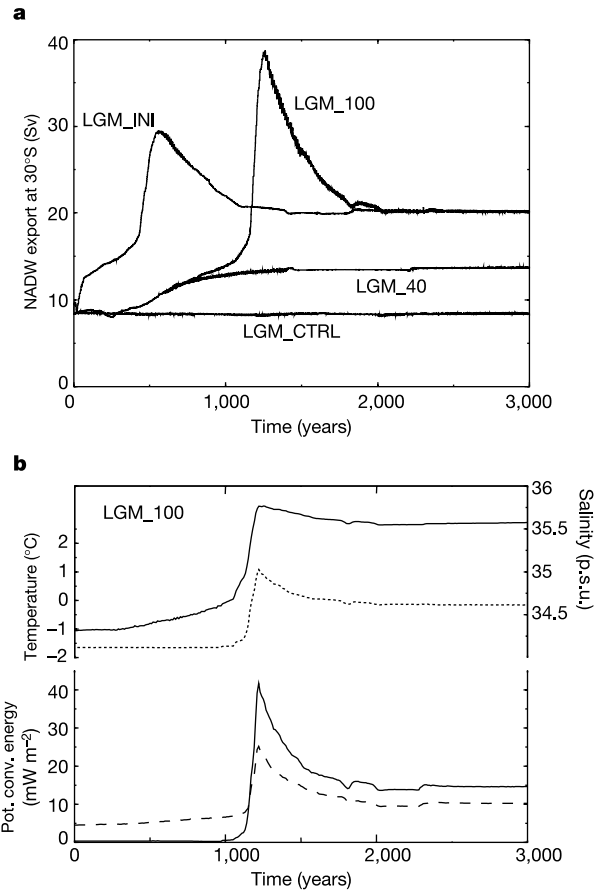 a
NADW export at 30°S (Sv)
40
30
20
10
0
LGM_INI
LGM_100
LGM_40
LGM_CTRL
0
1,000
2,000
3,000
Time (years)
b
LGM_100
Temperature (°C)
2
1
0
−1
−2
Salinity (p.s.u.)
36
35.5
35
34.5
Pot. conv. energy
(mW m−2)
40
30
20
10
0
0
1,000
2,000
3,000
Time (years)